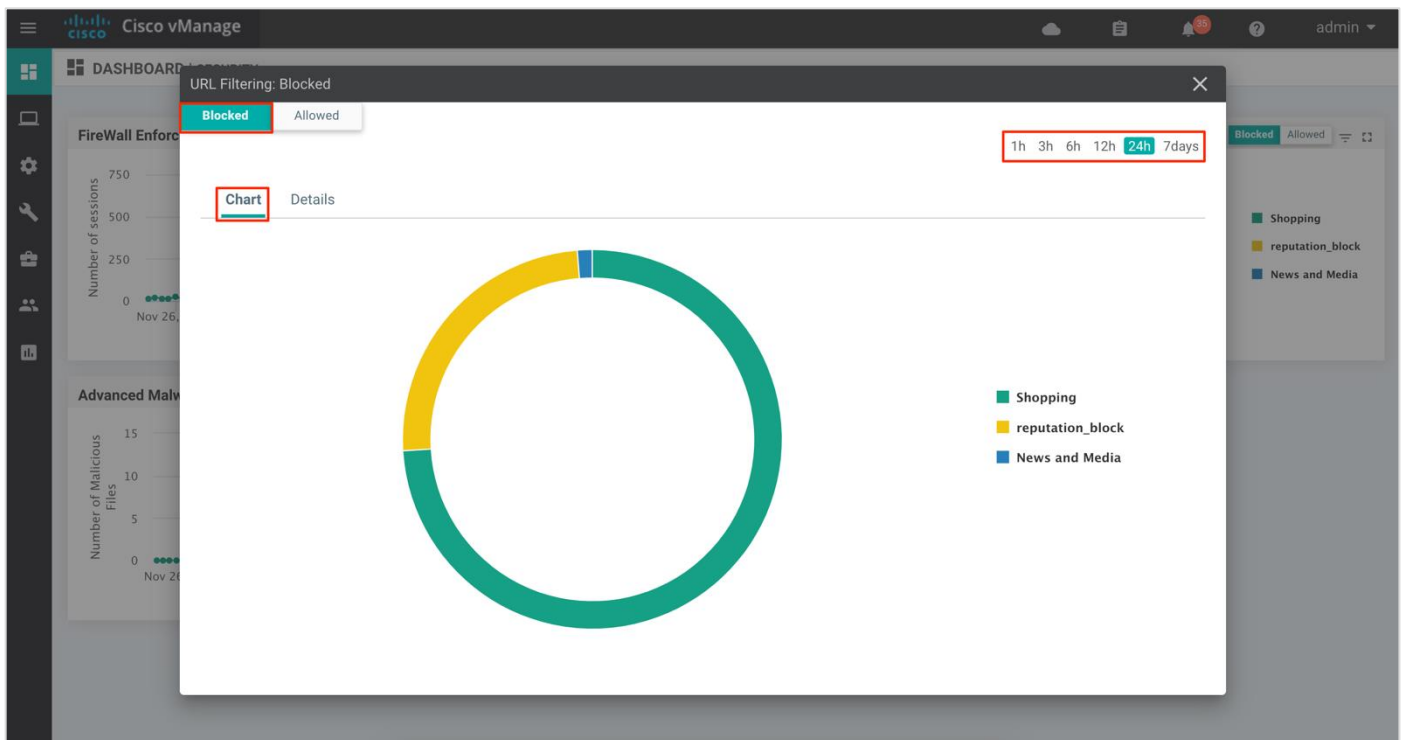 cisco Cisco vManage
35
admin
DASHBOARD
URL Filtering: Blocked
Blocked Allowed
1h 3h 6h 12h 24h 7days
Chart Details
Shopping
reputation_block
News and Media
FireWall Enforc
Number of sessions
750
500
250
0
Nov 26,
Blocked Allowed
Shopping
reputation_block
News and Media
Advanced Malw
Number of Malicious
Files
15
10
5
0
Nov 26